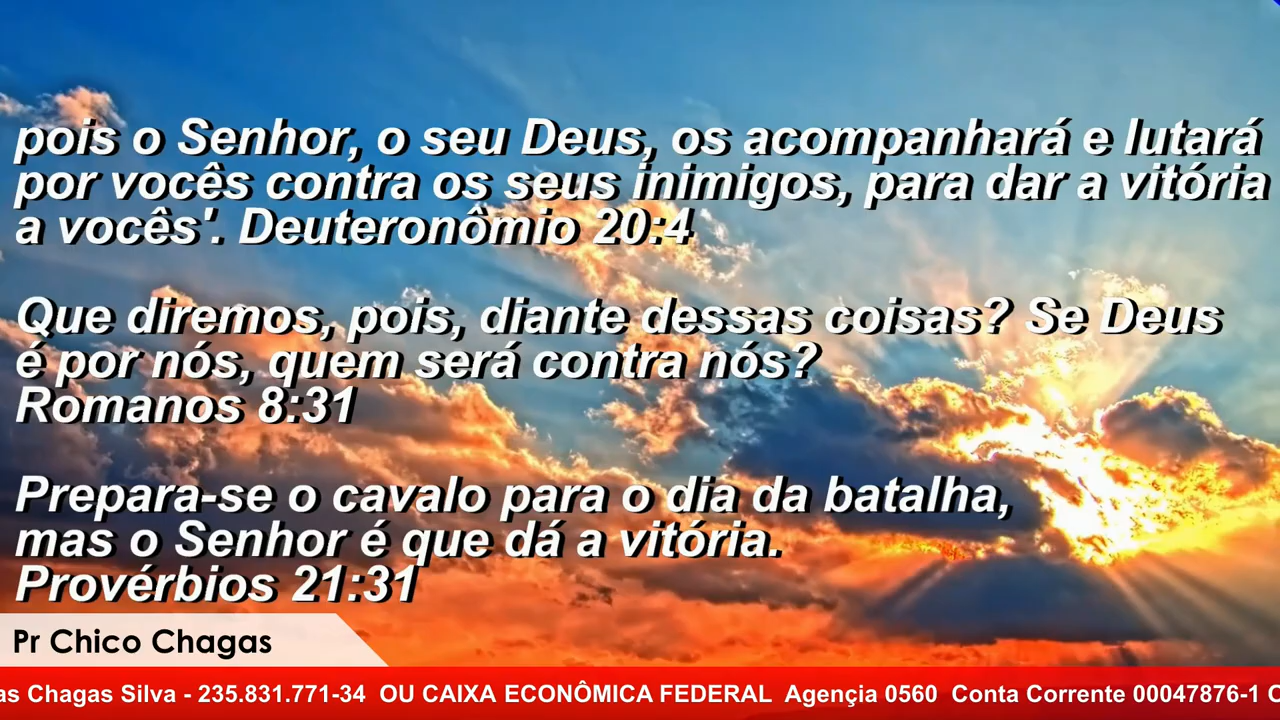 pois o Senhor, o seu Deus, os acompanhará e lutará
por vocês contra os seus inimigos, para dar a vitória
a vocês'. Deuteronômio 20:4
Que diremos, pois, diante dessas coisas? Se Deus
é por nós, quem será contra nós?
Romanos 8:31
Prepara-se o cavalo para o dia da batalha,
mas o Senhor é que dá a vitória.
Provérbios 21:31
Pr Chico Chagas
as Chagas Silva - 235.831.771-34 OU CAIXA ECONÔMICA FEDERAL Agençia 0560 Conta Corrente 00047876-1